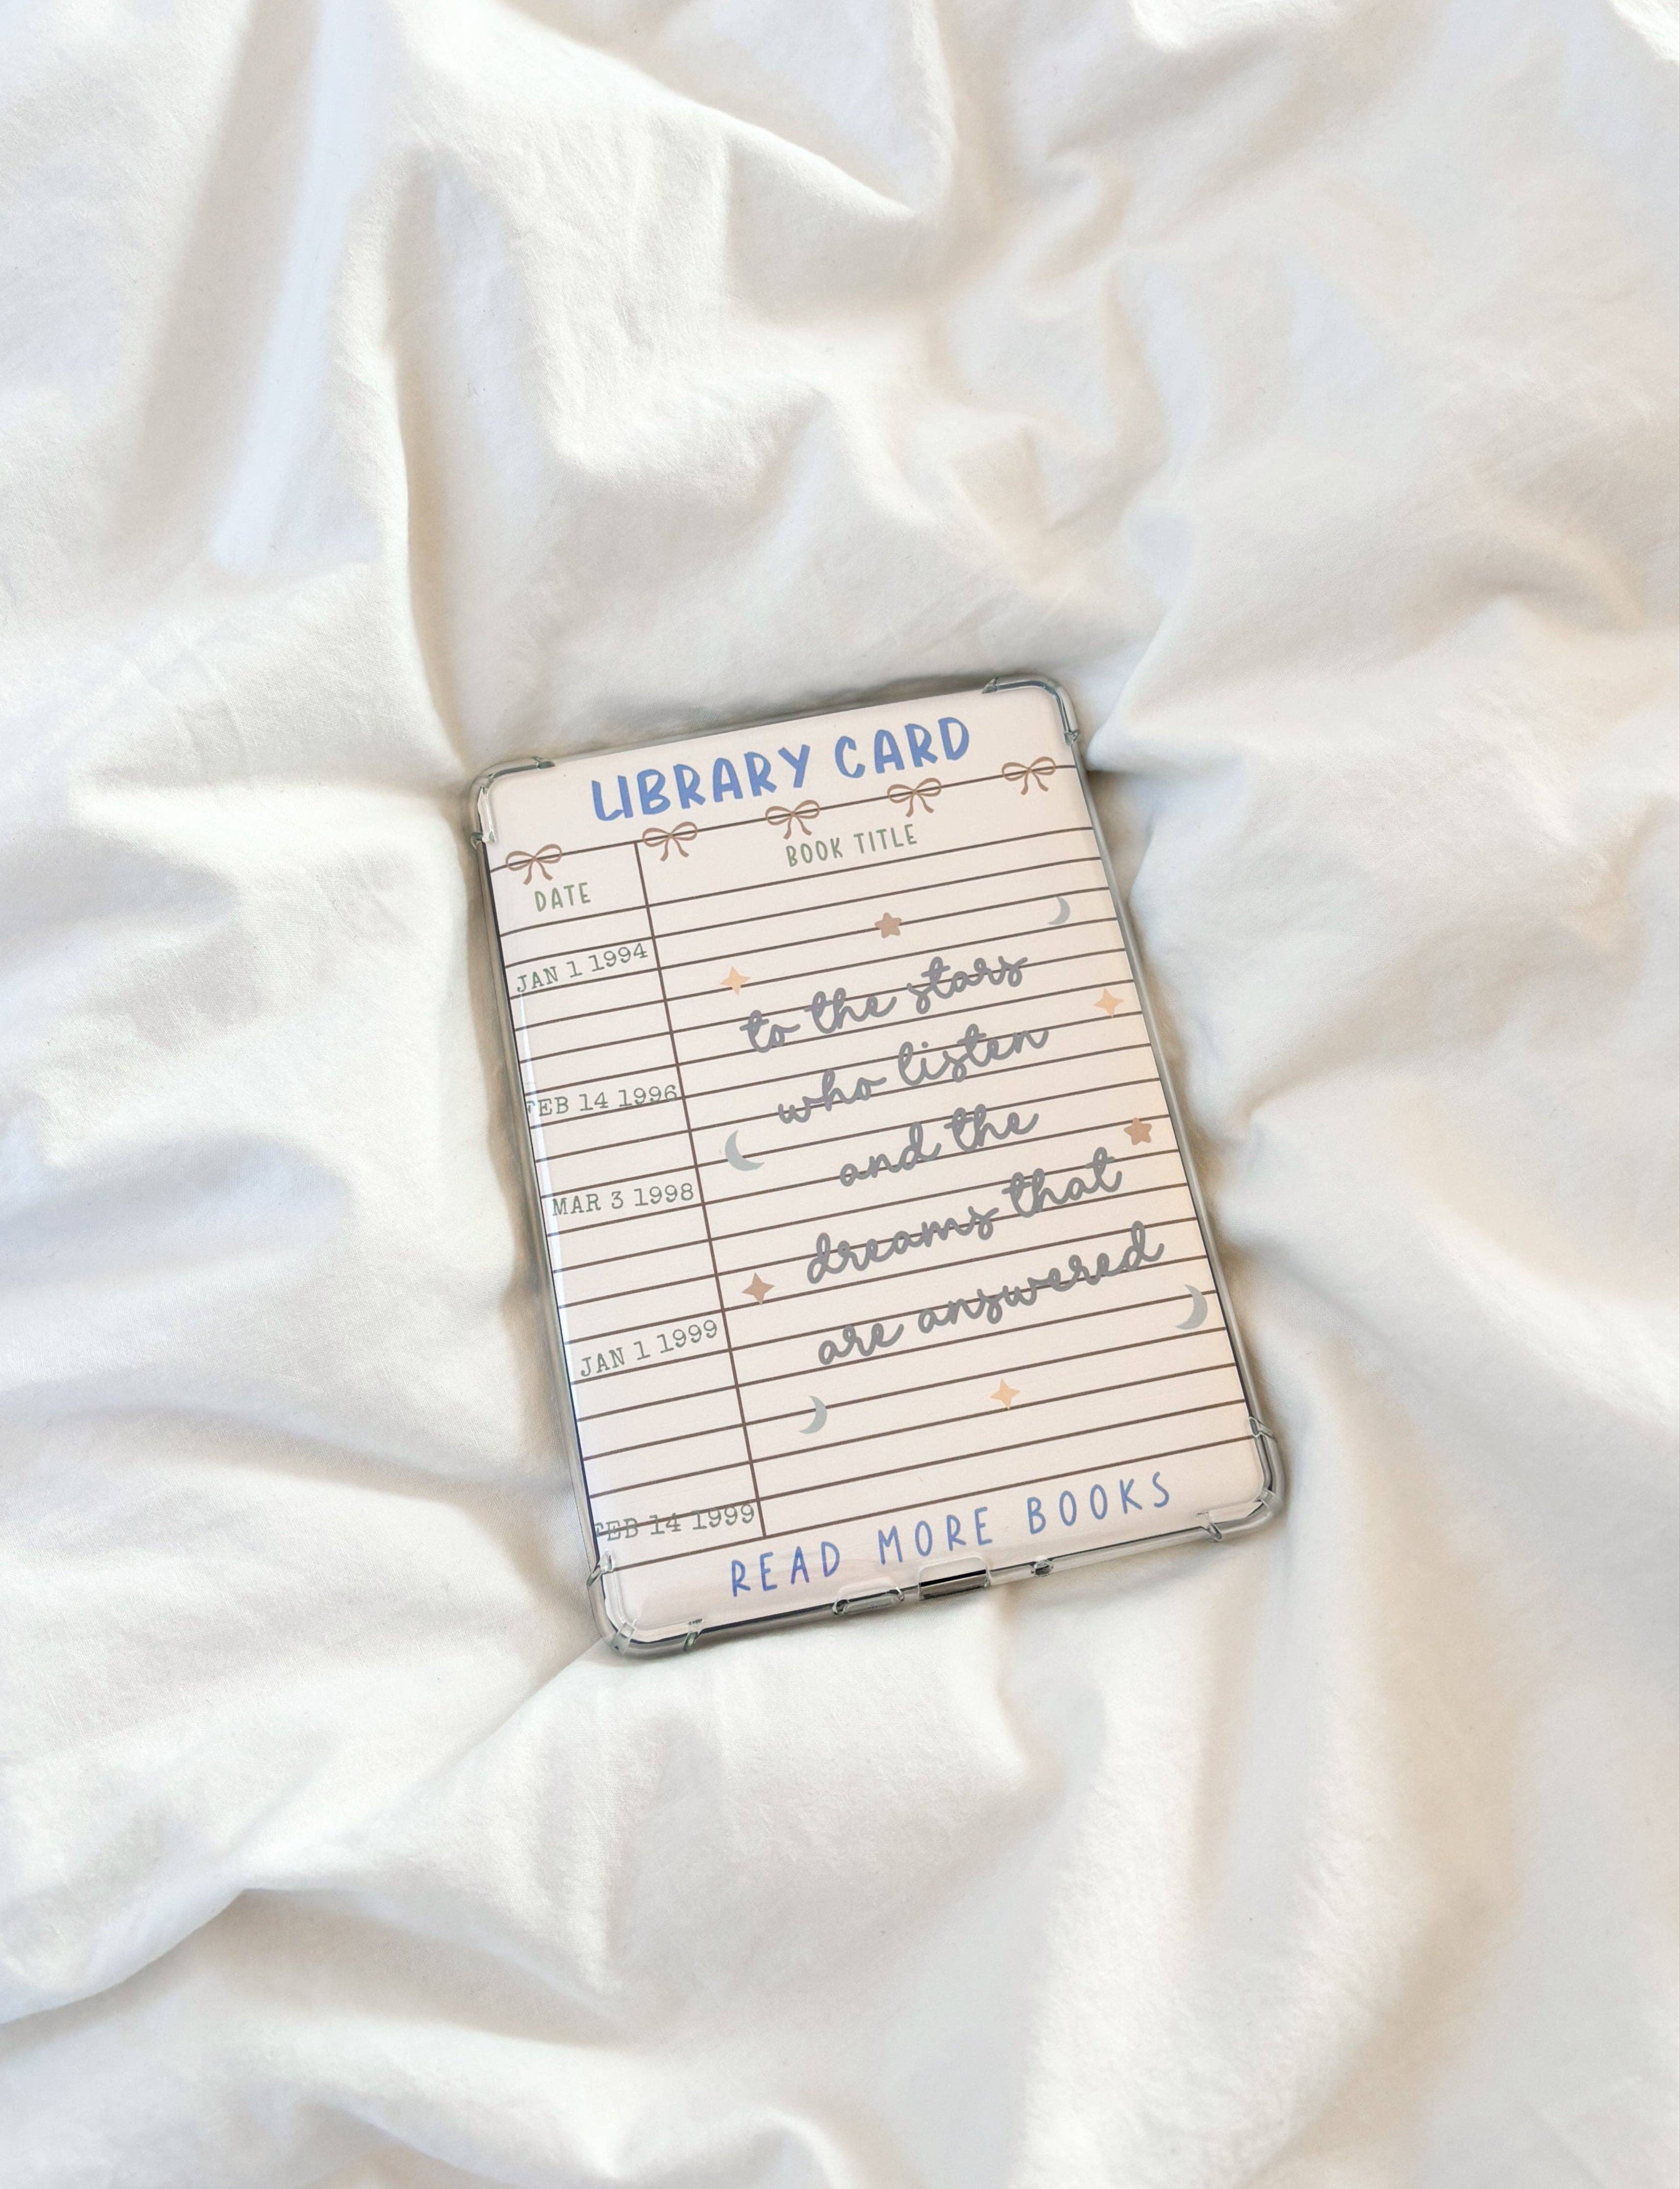 LIBRARY CARD
DATE
BOOK TITLE
JAN 1 1994
FEB 14 1996
MAR 3 1998
JAN 1 1999
FEB 14 1999
to the stars
who listen
and the
dreams that
are answered
READ MORE BOOKS